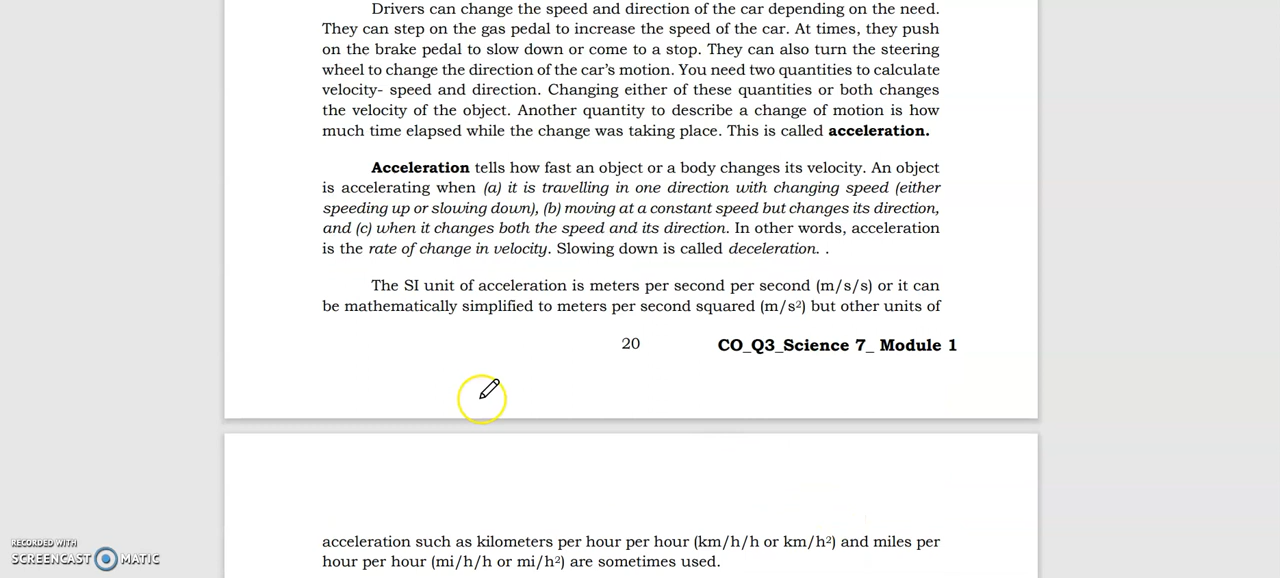 Drivers can change the speed and direction of the car depending on the need.
They can step on the gas pedal to increase the speed of the car. At times, they push
on the brake pedal to slow down or come to a stop. They can also turn the steering
wheel to change the direction of the car’s motion. You need two quantities to calculate
velocity- speed and direction. Changing either of these quantities or both changes
the velocity of the object. Another quantity to describe a change of motion is how
much time elapsed while the change was taking place. This is called acceleration.
Acceleration tells how fast an object or a body changes its velocity. An object
is accelerating when (a) it is travelling in one direction with changing speed (either
speeding up or slowing down), (b) moving at a constant speed but changes its direction,
and (c) when it changes both the speed and its direction. In other words, acceleration
is the rate of change in velocity. Slowing down is called deceleration. .
The SI unit of acceleration is meters per second per second (m/s/s) or it can
be mathematically simplified to meters per second squared (m/s²) but other units of
20 CO_Q3_Science 7_ Module 1
acceleration such as kilometers per hour per hour (km/h/h or km/h²) and miles per
hour per hour (mi/h/h or mi/h²) are sometimes used.
RECORDED WITH
SCREENCAST MATIC